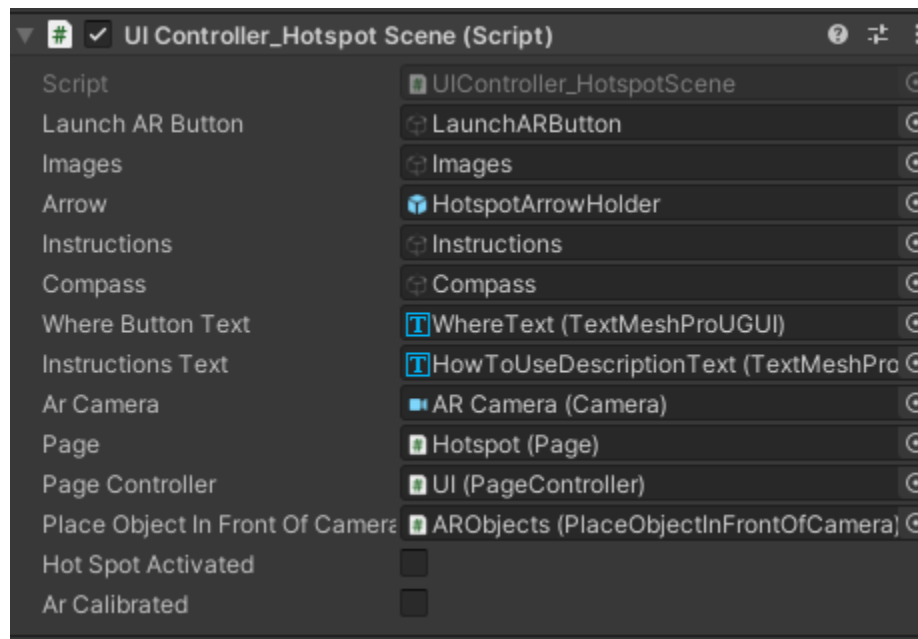 UI Controller_Hotspot Scene (Script)
Script UIController_HotspotScene
Launch AR Button LaunchARButton
Images Images
Arrow HotspotArrowHolder
Instructions Instructions
Compass Compass
Where Button Text WhereText (TextMeshProUGUI)
Instructions Text HowToUseDescriptionText (TextMeshPro
Ar Camera AR Camera (Camera)
Page Hotspot (Page)
Page Controller UI (PageController)
Place Object In Front Of Camera ARObjects (PlaceObjectInFrontOfCamera)
Hot Spot Activated
Ar Calibrated